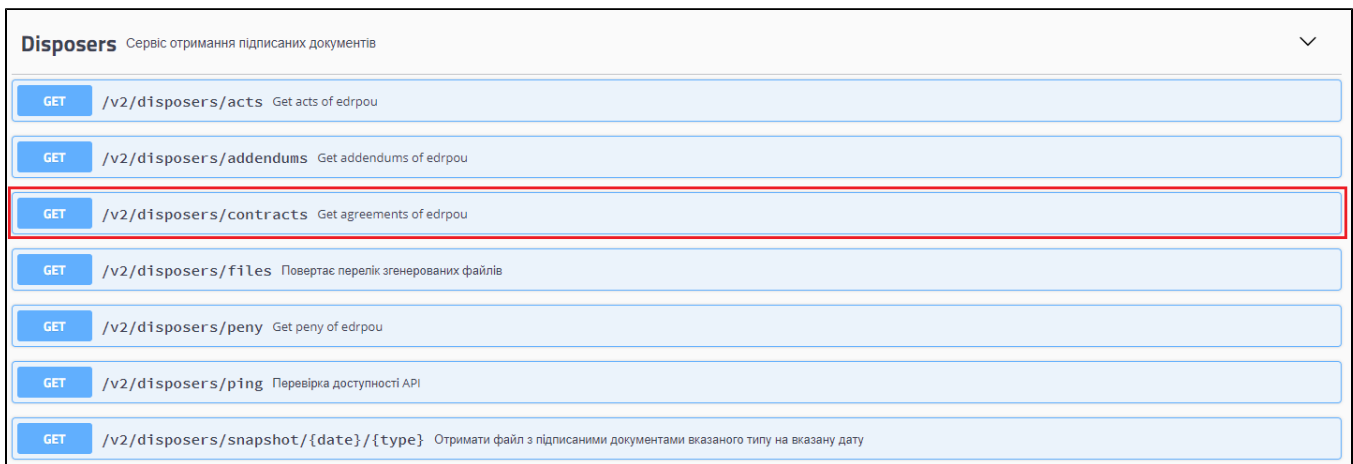 Disposers Сервіс отримання підписаних документів
GET /v2/disposers/acts Get acts of edrpou
GET /v2/disposers/addendums Get addendums of edrpou
GET /v2/disposers/contracts Get agreements of edrpou
GET /v2/disposers/files Повертає перелік згенерованих файлів
GET /v2/disposers/peny Get peny of edrpou
GET /v2/disposers/ping Перевірка доступності API
GET /v2/disposers/snapshot/{date}/{type} Отримати файл з підписаними документами вказаного типу на вказану дату